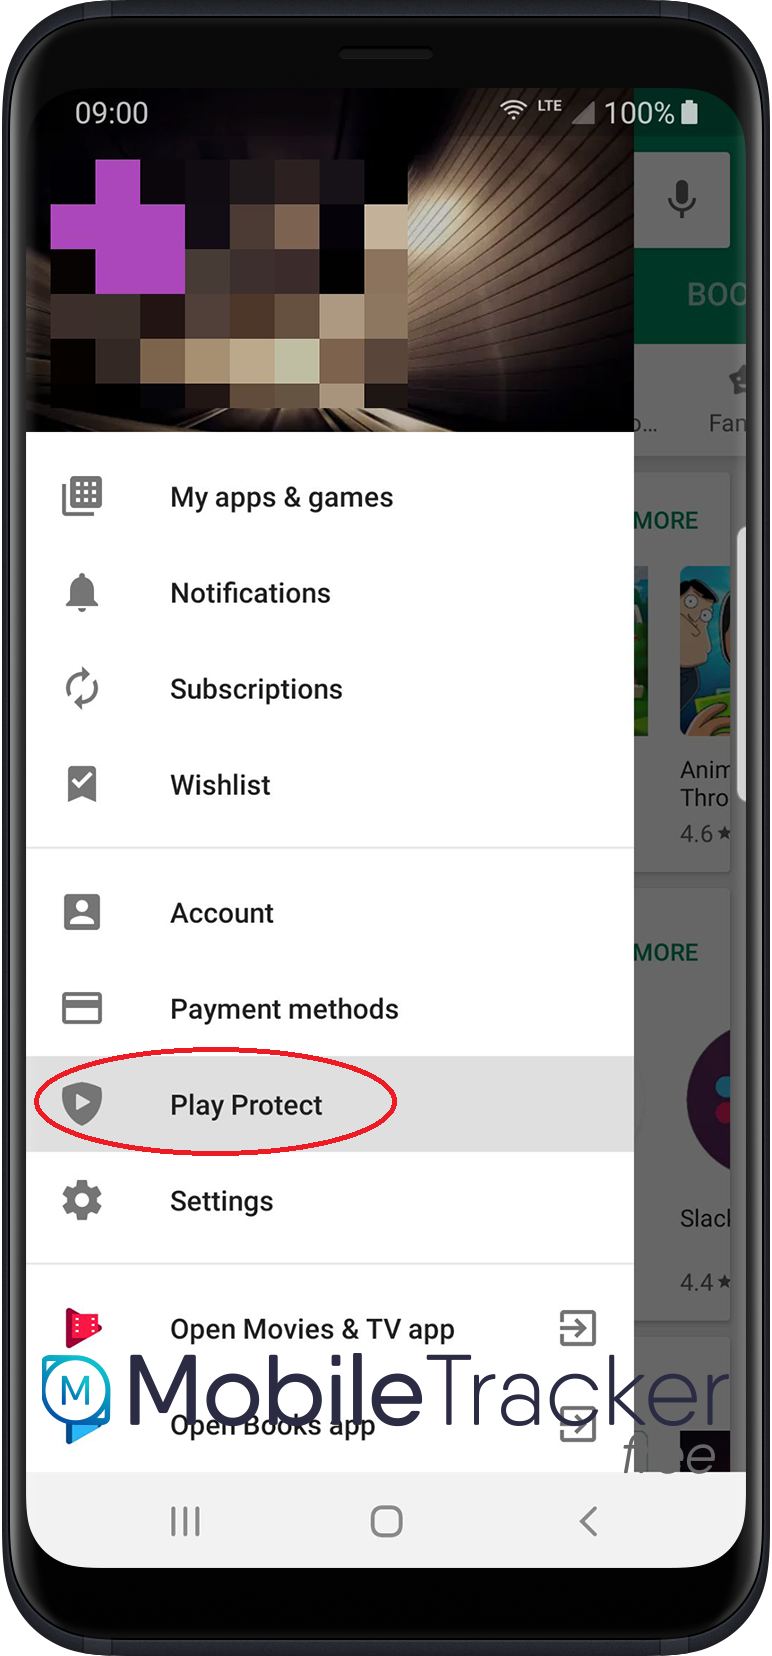 09:00 LTE 100%
BOO
My apps & games
Notifications
Subscriptions
Wishlist
Account
Payment methods
Play Protect
Settings
Open Movies & TV app
Open Books app
o...
Fan
MORE
Anim
Thro
4.6★
MORE
Slack
4.4★
M MobileTracker
free